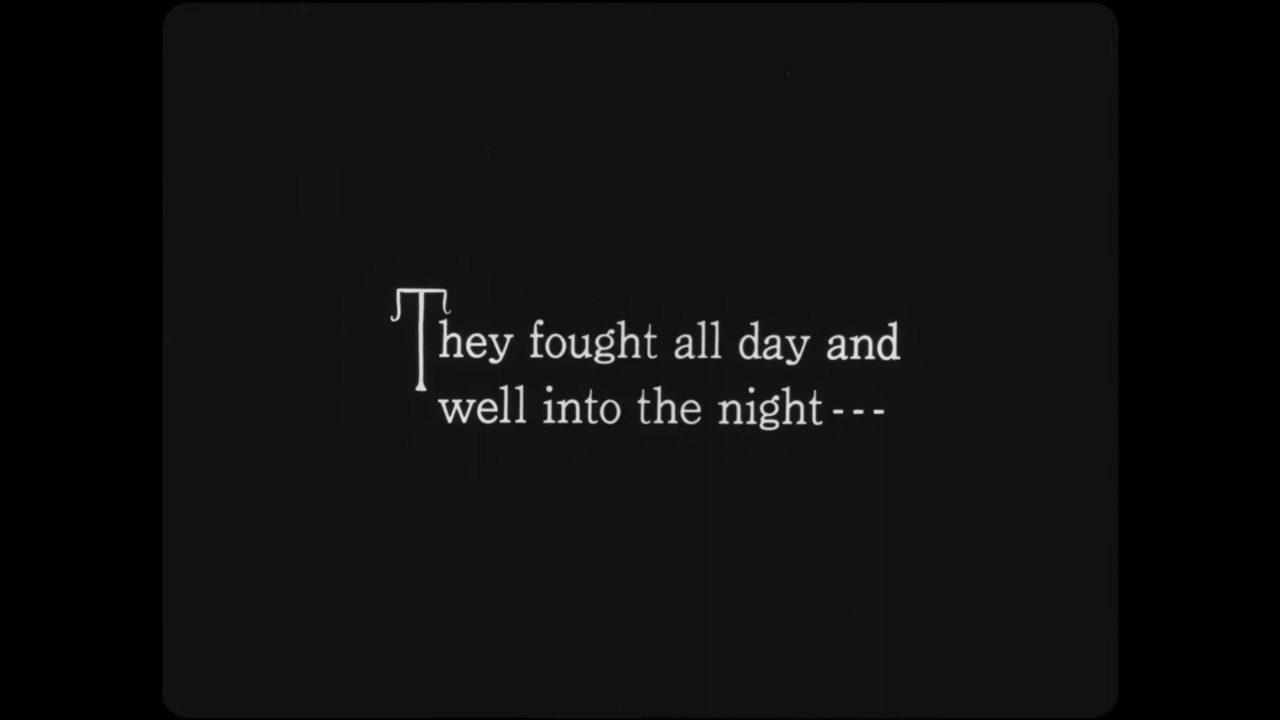 They fought all day and
well into the night---